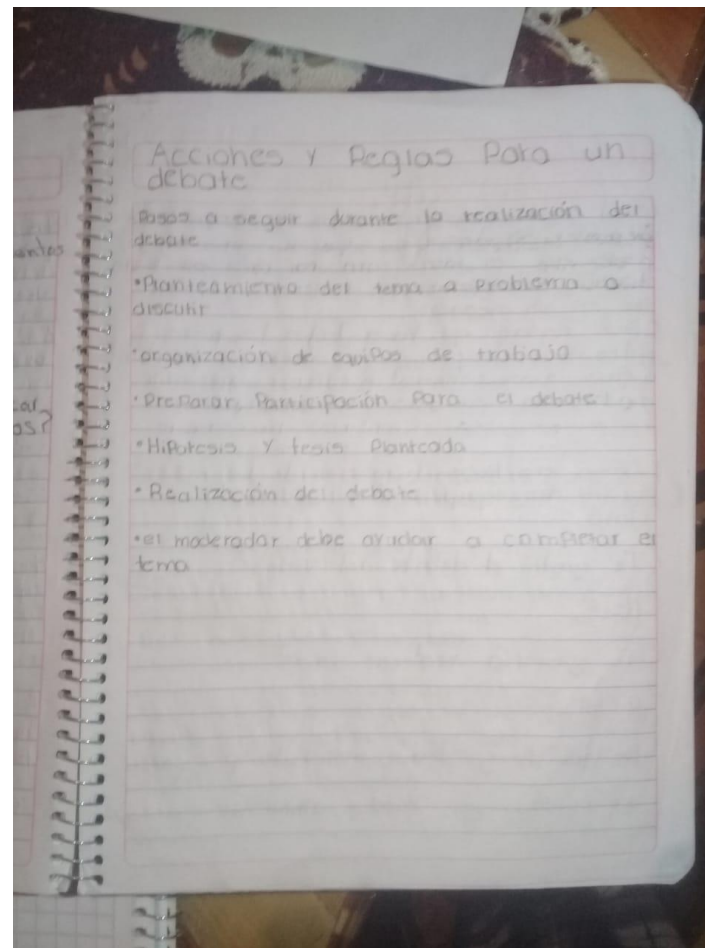 Acciones y Reglas Para un
debate
Pasos a seguir durante la realización del
debate
•Planteamiento del tema a problema a
discutir
•organización de equipos de trabajo
•Preparar Participación Para el debate
•Hipotesis y tesis Planteada
•Realización del debate
•el moderador debe ayudar a completar el
tema